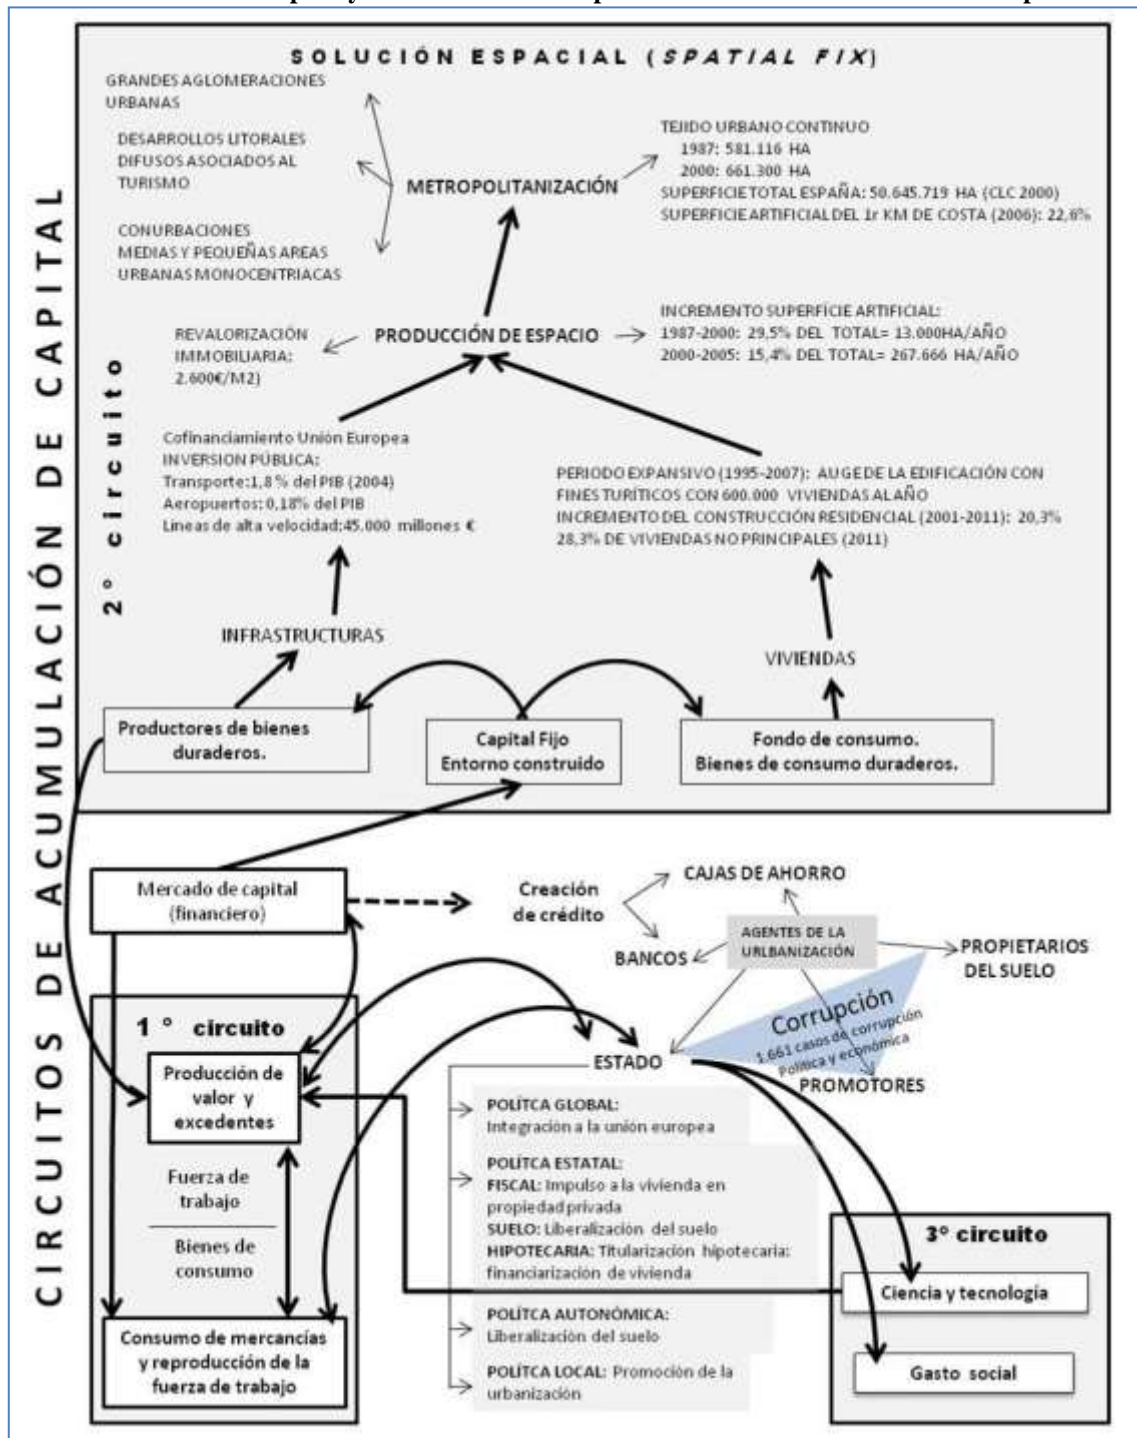 CIRCUITOS DE ACUMULACIÓN DE CAPITAL
2° circuito
SOLUCIÓN ESPACIAL (SPATIAL FIX)
GRANDES AGLOMERACIONES
URBANAS
DESARROLLOS LITORALES
DIFUSOS ASOCIADOS AL
TURISMO
CONURBACIONES
MEDIAS Y PEQUEÑAS AREAS
URBANAS MONOCENTRIACAS
METROPOLITANIZACIÓN
TEJIDO URBANO CONTINUO
1987: 581.116 HA
2000: 661.300 HA
SUPERFICIE TOTAL ESPAÑA: 50.645.719 HA (CLC 2000)
SUPERFICIE ARTIFICIAL DEL 1r KM DE COSTA (2006): 22,6%
REVALORIZACIÓN
IMMOBILIARIA:
2.600€/M2)
PRODUCCIÓN DE ESPACIO
INCREMENTO SUPERFÍCIE ARTIFICIAL:
1987-2000: 29,5% DEL TOTAL= 13.000HA/AÑO
2000-2005: 15,4% DEL TOTAL= 267.666 HA/AÑO
Cofinanciamiento Unión Europea
INVERSION PÚBLICA:
Transporte:1,8 % del PIB (2004)
Aeropuertos: 0,18% del PIB
Lineas de alta velocidad:45.000 millones €
PERIODO EXPANSIVO (1995-2007): AUGE DE LA EDIFICACIÓN CON
FINES TURÍTICOS CON 600.000 VIVIENDAS AL AÑO
INCREMENTO DEL CONSTRUCCIÓN RESIDENCIAL (2001-2011): 20,3%
28,3% DE VIVIENDAS NO PRINCIPALES (2011)
INFRASTRUCTURAS
VIVIENDAS
Productores de bienes
duraderos.
Capital Fijo
Entorno construido
Fondo de consumo.
Bienes de consumo duraderos.
Mercado de capital
(financiero)
Creación
de crédito
CAJAS DE AHORRO
BANCOS
AGENTES DE LA
URLBANIZACIÓN
PROPIETARIOS
DEL SUELO
Corrupción
1.661 casos de corrupción
Política y económica
PROMOTORES
ESTADO
1° circuito
Producción de
valor y
excedentes
Fuerza de
trabajo
Bienes de
consumo
Consumo de mercancías
y reproducción de la
fuerza de trabajo
POLÍTCA GLOBAL:
Integración a la unión europea
POLÍTCA ESTATAL:
FISCAL: Impulso a la vivienda en
propiedad privada
SUELO: Liberalización del suelo
HIPOTECARIA: Titularización hipotecaria:
financiarización de vivienda
POLÍTCA AUTONÓMICA:
Liberalización del suelo
POLÍTCA LOCAL: Promoción de la
urbanización
3° circuito
Ciencia y tecnología
Gasto social